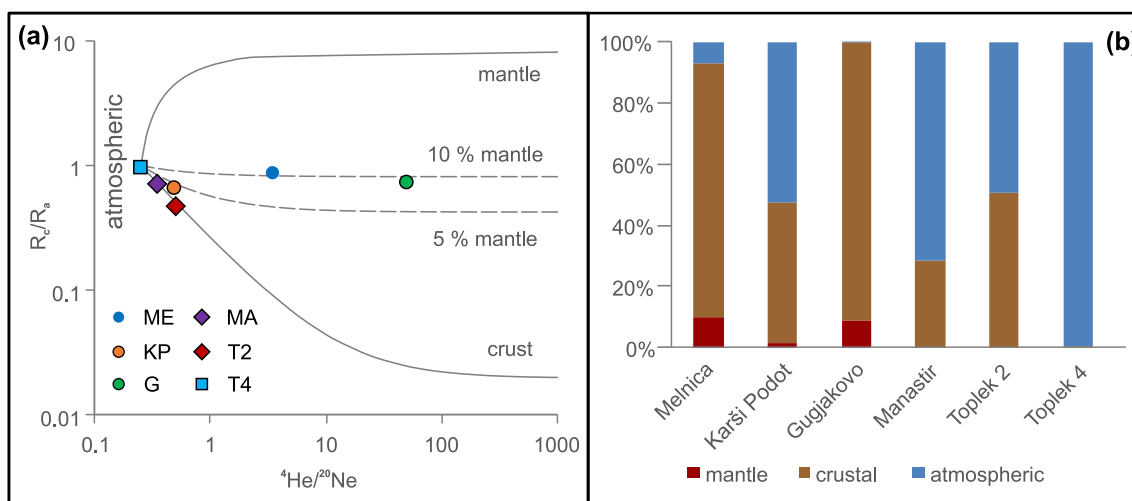 (a)
10
1
0.1
0.01
R_c/R_a
atmospheric
mantle
10 % mantle
5 % mantle
crust
ME
MA
KP
T2
G
T4
0.1
1
10
100
1000
⁴He/²⁰Ne
(b)
100%
80%
60%
40%
20%
0%
Melnica
Karši Podot
Gugjakovo
Manastir
Toplek 2
Toplek 4
mantle
crustal
atmospheric